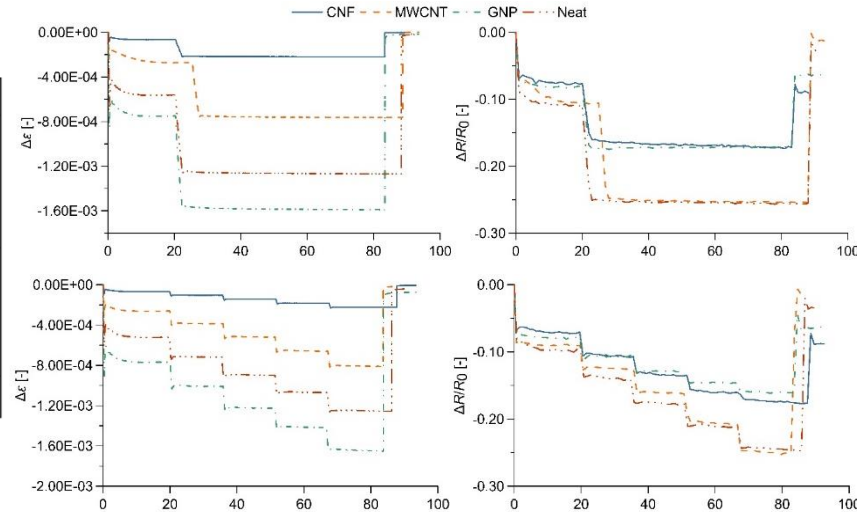 CNF MWCNT GNP Neat
0.00E+00
-4.00E-04
-8.00E-04
-1.20E-03
-1.60E-03
Δε [-]
0 20 40 60 80 100
0.00
-0.10
-0.20
-0.30
ΔR/R0 [-]
0 20 40 60 80 100
0.00E+00
-4.00E-04
-8.00E-04
-1.20E-03
-1.60E-03
-2.00E-03
Δε [-]
0 20 40 60 80 100
0.00
-0.10
-0.20
-0.30
ΔR/R0 [-]
0 20 40 60 80 100